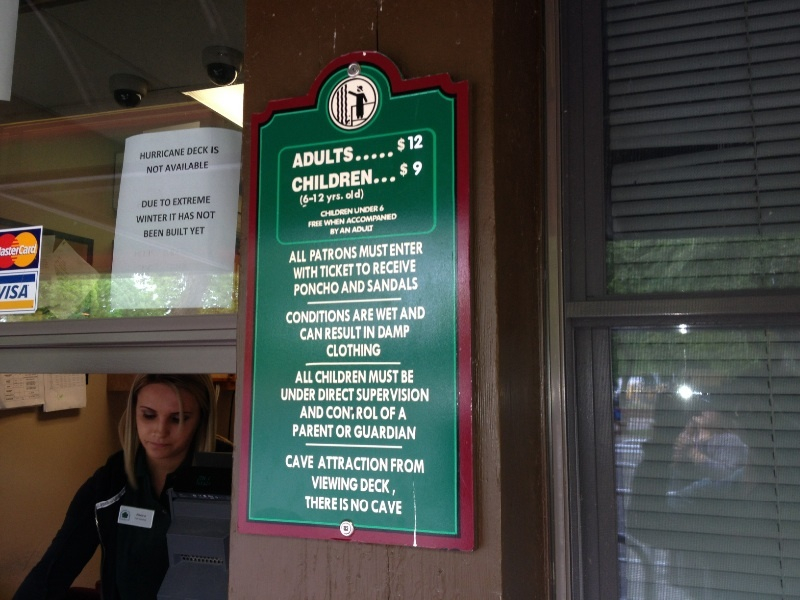 HURRICANE DECK IS
NOT AVAILABLE
DUE TO EXTREME
WINTER IT HAS NOT
BEEN BUILT YET
MasterCard
VISA
ADULTS..... $12
CHILDREN... $ 9
(6-12 yrs. old)
CHILDREN UNDER 6
FREE WHEN ACCOMPANIED
BY AN ADULT
ALL PATRONS MUST ENTER
WITH TICKET TO RECEIVE
PONCHO AND SANDALS
CONDITIONS ARE WET AND
CAN RESULT IN DAMP
CLOTHING
ALL CHILDREN MUST BE
UNDER DIRECT SUPERVISION
AND CONTROL OF A
PARENT OR GUARDIAN
CAVE ATTRACTION FROM
VIEWING DECK,
THERE IS NO CAVE